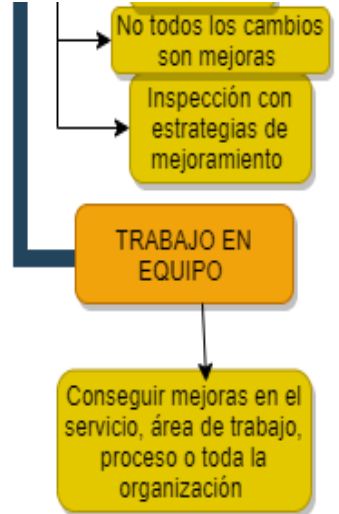 No todos los cambios
son mejoras
Inspección con
estrategias de
mejoramiento
TRABAJO EN
EQUIPO
Conseguir mejoras en el
servicio, área de trabajo,
proceso o toda la
organización